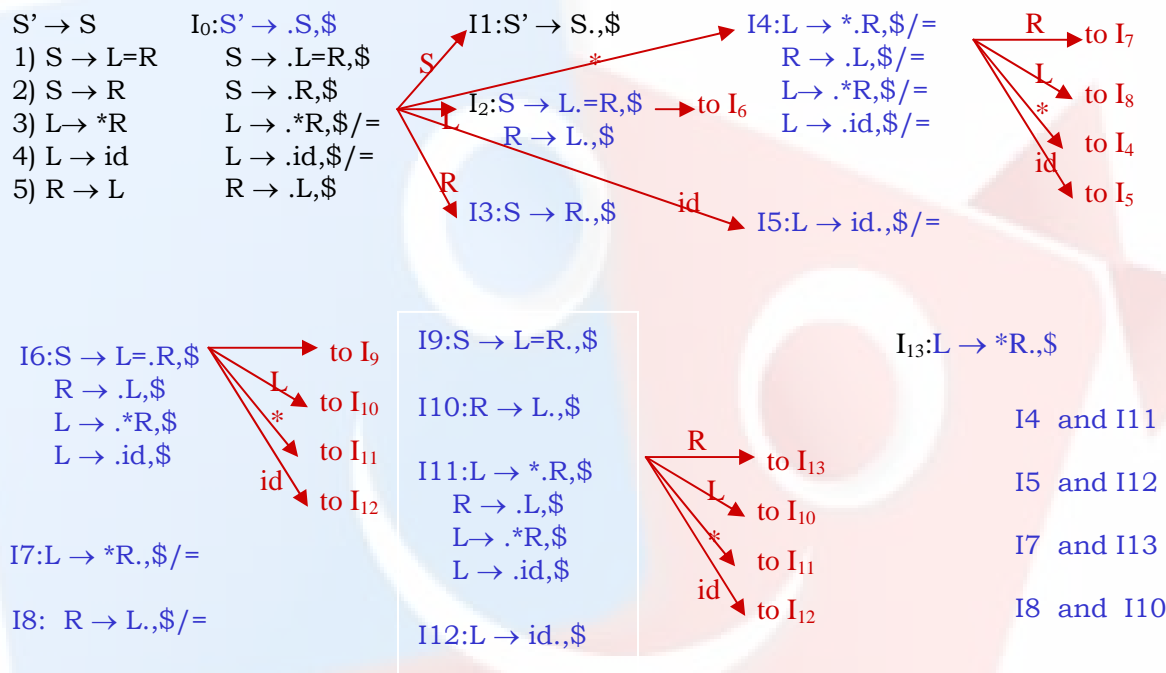 S’ → S
1) S → L=R
2) S → R
3) L→ *R
4) L → id
5) R → L
I0:S’ → .S,$
S → .L=R,$
S → .R,$
L → .*R,$/=
L → .id,$/=
R → .L,$
S
*
L
R
id
I1:S’ → S.,$
I2:S → L.=R,$ to I6
R → L.,$
I3:S → R.,$
I4:L → *.R,$/=
R → .L,$/=
L→ .*R,$/=
L → .id,$/=
I5:L → id.,$/=
R to I7
L to I8
* to I4
id to I5
I6:S → L=.R,$
R → .L,$
L → .*R,$
L → .id,$
to I9
L to I10
* to I11
id to I12
I7:L → *R.,$/=
I8: R → L.,$/=
I9:S → L=R.,$
I10:R → L.,$
I11:L → *.R,$
R → .L,$
L→ .*R,$
L → .id,$
I12:L → id.,$
R to I13
L to I10
* to I11
id to I12
I13:L → *R.,$
I4 and I11
I5 and I12
I7 and I13
I8 and I10